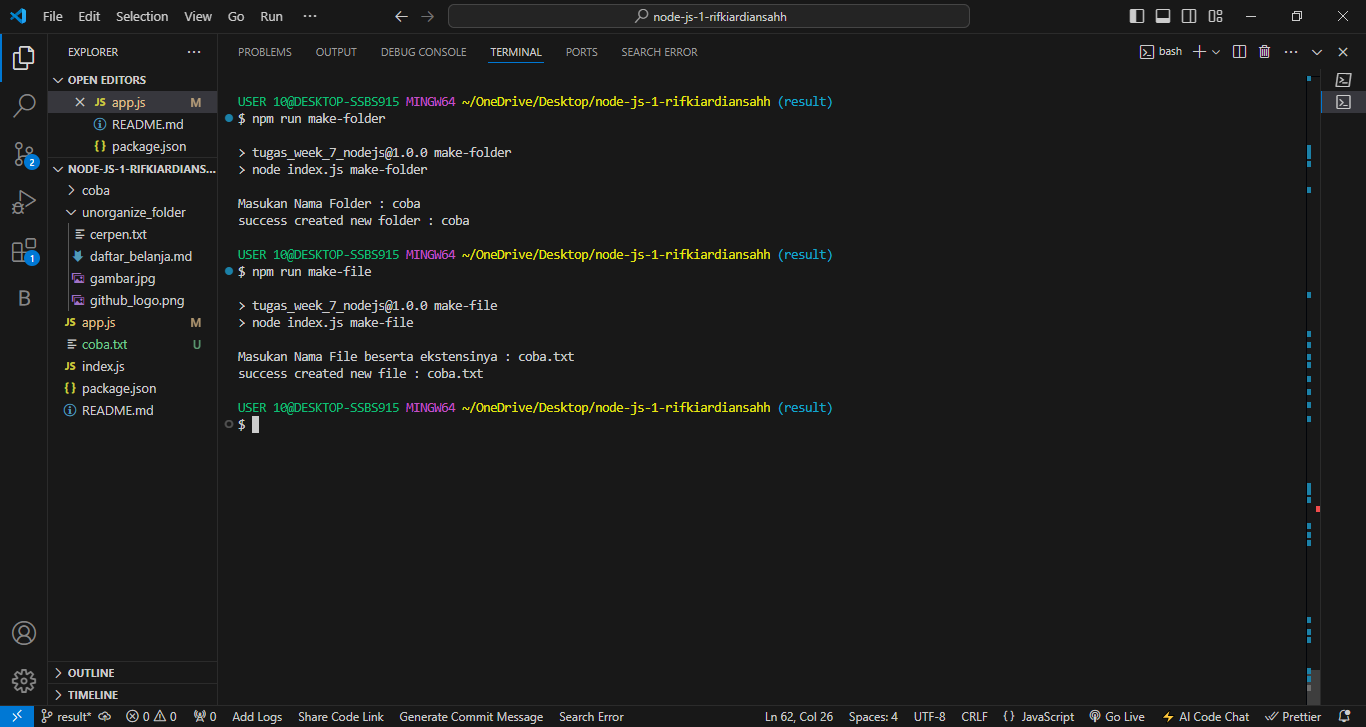 File Edit Selection View Go Run ··· node-js-1-rifkiardiansahh
EXPLORER ···
OPEN EDITORS
JS app.js M
README.md
{} package.json
NODE-JS-1-RIFKIARDIANS...
coba
unorganize_folder
cerpen.txt
daftar_belanja.md
gambar.jpg
github_logo.png
JS app.js M
coba.txt U
JS index.js
{} package.json
README.md
OUTLINE
TIMELINE
2
1
B
PROBLEMS OUTPUT DEBUG CONSOLE TERMINAL PORTS SEARCH ERROR bash
USER 10@DESKTOP-SSBS915 MINGW64 ~/OneDrive/Desktop/node-js-1-rifkiardiansahh (result)
$ npm run make-folder
> tugas_week_7_nodejs@1.0.0 make-folder
> node index.js make-folder
Masukan Nama Folder : coba
success created new folder : coba
USER 10@DESKTOP-SSBS915 MINGW64 ~/OneDrive/Desktop/node-js-1-rifkiardiansahh (result)
$ npm run make-file
> tugas_week_7_nodejs@1.0.0 make-file
> node index.js make-file
Masukan Nama File beserta ekstensinya : coba.txt
success created new file : coba.txt
USER 10@DESKTOP-SSBS915 MINGW64 ~/OneDrive/Desktop/node-js-1-rifkiardiansahh (result)
$
result* 0 0 0 Add Logs Share Code Link Generate Commit Message Search Error Ln 62, Col 26 Spaces: 4 UTF-8 CRLF {} JavaScript Go Live AI Code Chat Prettier